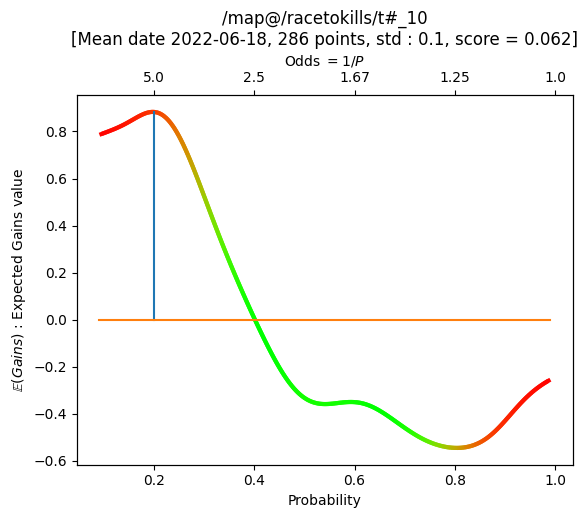 /map@/racetokills/t#_10
[Mean date 2022-06-18, 286 points, std : 0.1, score = 0.062]
Odds = 1/P
5.0 2.5 1.67 1.25 1.0
0.8
0.6
0.4
0.2
0.0
−0.2
−0.4
−0.6
𝔼(Gains) : Expected Gains value
0.2 0.4 0.6 0.8 1.0
Probability